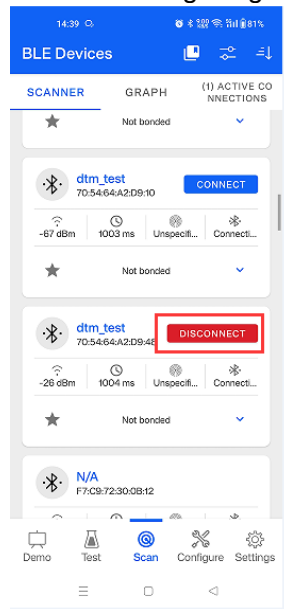 14:39 81%
BLE Devices
SCANNER GRAPH (1) ACTIVE CO
NNECTIONS
Not bonded
dtm_test
70:54:64:A2:D9:10
CONNECT
-67 dBm 1003 ms Unspecifi... Connecti...
Not bonded
dtm_test
70:54:64:A2:D9:48
DISCONNECT
-26 dBm 1004 ms Unspecifi... Connecti...
Not bonded
N/A
F7:C9:72:30:0B:12
Demo Test Scan Configure Settings